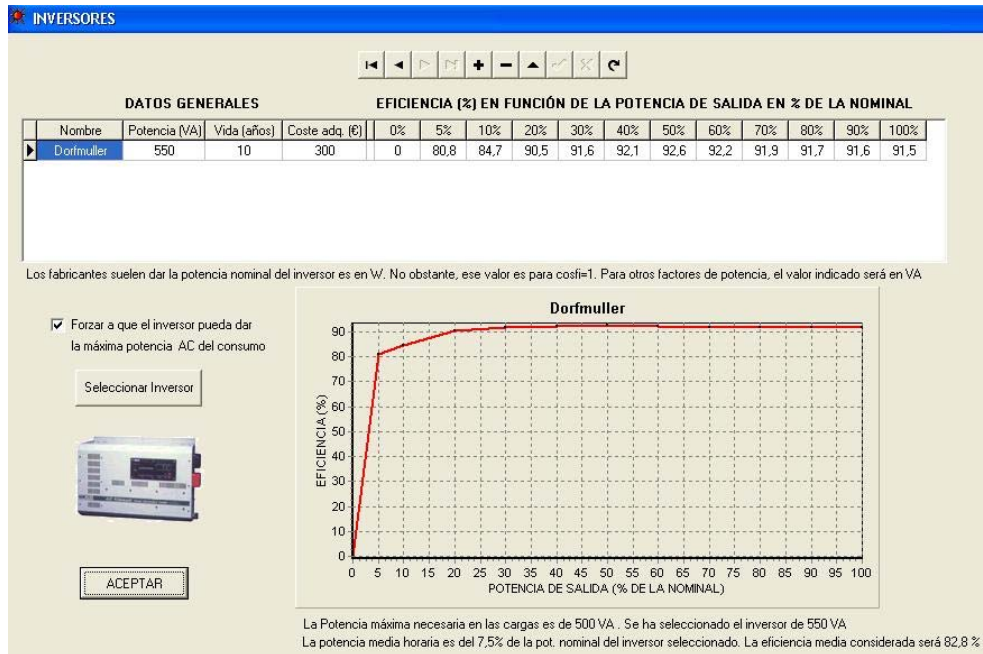 INVERSORES
DATOS GENERALES EFICIENCIA (%) EN FUNCIÓN DE LA POTENCIA DE SALIDA EN % DE LA NOMINAL
Nombre Potencia (VA) Vida (años) Coste adq. (€) 0% 5% 10% 20% 30% 40% 50% 60% 70% 80% 90% 100%
Dorfmuller 550 10 300 0 80,8 84,7 90,5 91,6 92,1 92,6 92,2 91,9 91,7 91,6 91,5
Los fabricantes suelen dar la potencia nominal del inversor es en W. No obstante, ese valor es para cosfi=1. Para otros factores de potencia, el valor indicado será en VA
Forzar a que el inversor pueda dar
la máxima potencia AC del consumo
Seleccionar Inversor
ACEPTAR
Dorfmuller
EFICIENCIA (%)
90
80
70
60
50
40
30
20
10
0
0 5 10 15 20 25 30 35 40 45 50 55 60 65 70 75 80 85 90 95 100
POTENCIA DE SALIDA (% DE LA NOMINAL)
La Potencia máxima necesaria en las cargas es de 500 VA . Se ha seleccionado el inversor de 550 VA
La potencia media horaria es del 7,5% de la pot. nominal del inversor seleccionado. La eficiencia media considerada será 82,8 %